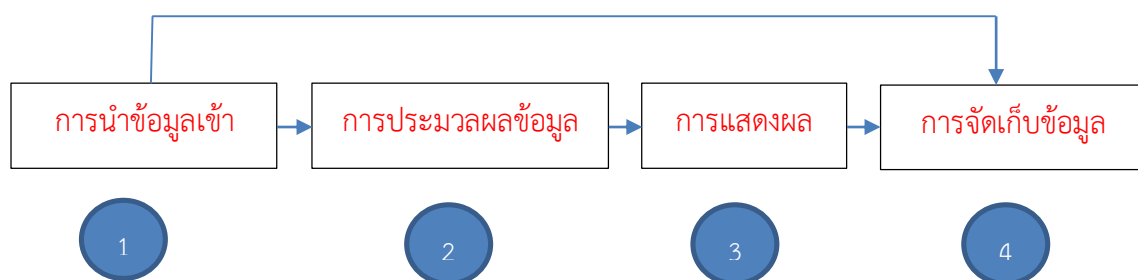 การนำข้อมูลเข้า
การประมวลผลข้อมูล
การแสดงผล
การจัดเก็บข้อมูล
1
2
3
4